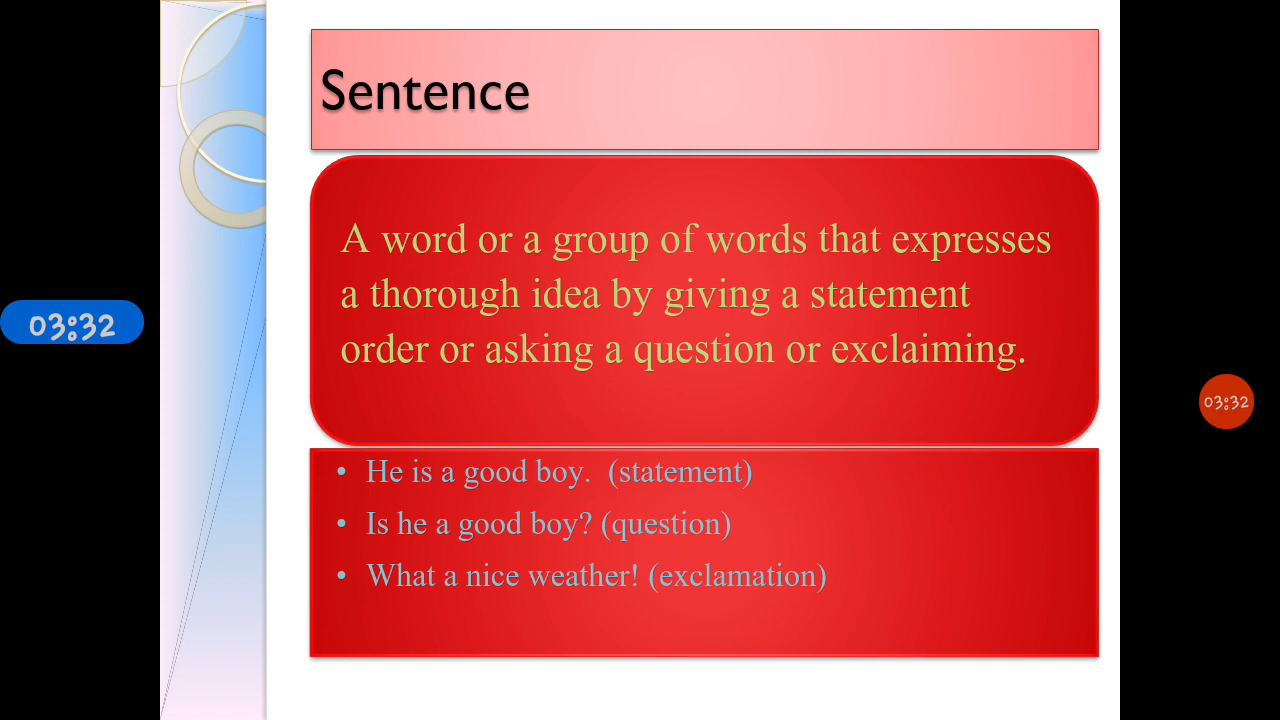 Sentence
A word or a group of words that expresses
a thorough idea by giving a statement
order or asking a question or exclaiming.
03:32
03:32
• He is a good boy.  (statement)
• Is he a good boy? (question)
• What a nice weather! (exclamation)